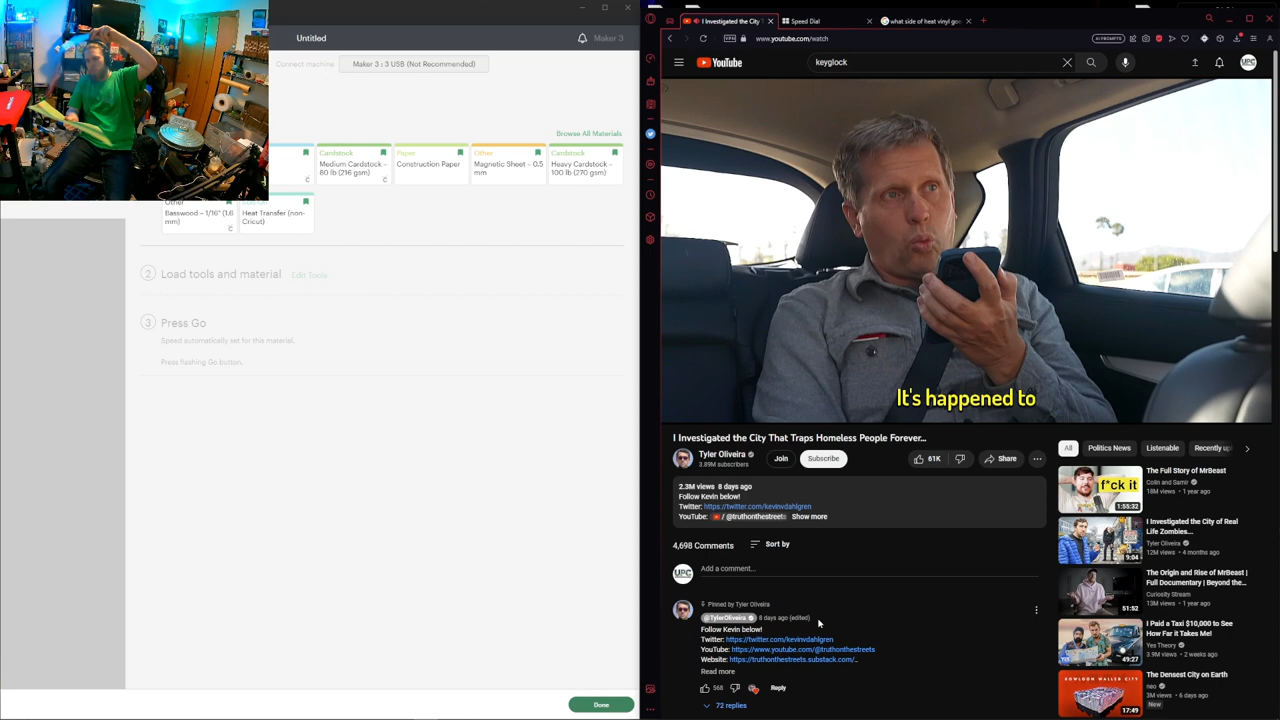 Untitled
Maker 3
Connect machine
Maker 3 : 3 USB (Not Recommended)
Browse All Materials
Cardstock
Medium Cardstock – 80 lb (216 gsm)
Paper
Construction Paper
Other
Magnetic Sheet – 0.5 mm
Cardstock
Heavy Cardstock – 100 lb (270 gsm)
Other
Basswood – 1/16" (1.6 mm)
Heat Transfer (non-Cricut)
2 Load tools and material Edit Tools
3 Press Go
Speed automatically set for this material.
Press flashing Go button.
Done
I Investigated the City T
Speed Dial
what side of heat vinyl goe
VPN
www.youtube.com/watch
AI PROMPTS
YouTube
keyglock
UPC
It's happened to
I Investigated the City That Traps Homeless People Forever...
Tyler Oliveira
3.89M subscribers
Join
Subscribe
61K
Share
2.3M views 8 days ago
Follow Kevin below!
Twitter: https://twitter.com/kevinvdahlgren
YouTube: / @truthonthestreets Show more
4,698 Comments
Sort by
UPC
Add a comment...
Pinned by Tyler Oliveira
@TylerOliveira 8 days ago (edited)
Follow Kevin below!
Twitter: https://twitter.com/kevinvdahlgren
YouTube: https://www.youtube.com/@truthonthestreets
Website: https://truthonthestreets.substack.com/...
Read more
568
Reply
72 replies
All
Politics News
Listenable
Recently up
f*ck it
1:55:32
The Full Story of MrBeast
Colin and Samir
18M views • 1 year ago
9:04
I Investigated the City of Real Life Zombies...
Tyler Oliveira
12M views • 4 months ago
51:52
The Origin and Rise of MrBeast | Full Documentary | Beyond the...
Curiosity Stream
13M views • 1 year ago
YES
49:27
I Paid a Taxi $10,000 to See How Far it Takes Me!
Yes Theory
3.9M views • 2 weeks ago
KOWLOON WALLED CITY
17:49
The Densest City on Earth
neo
3M views • 6 days ago
New